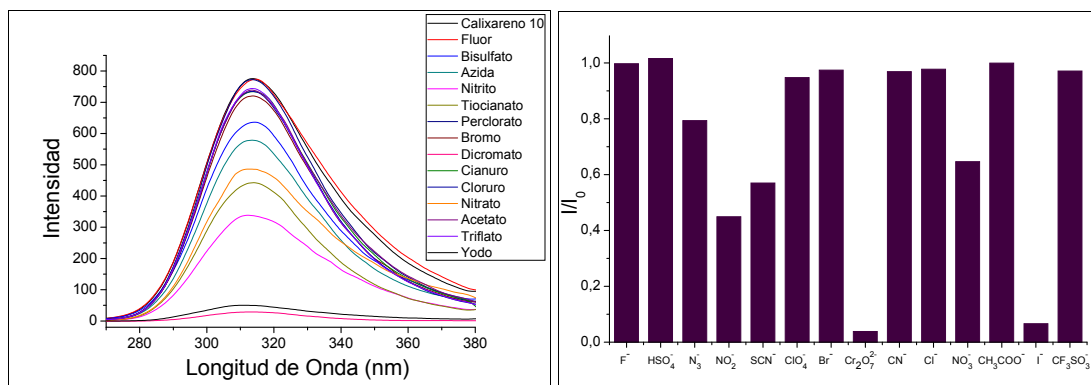 Intensidad
800
700
600
500
400
300
200
100
0
280 300 320 340 360 380
Longitud de Onda (nm)
Calixareno 10
Fluor
Bisulfato
Azida
Nitrito
Tiocianato
Perclorato
Bromo
Dicromato
Cianuro
Cloruro
Nitrato
Acetato
Triflato
Yodo
I/I₀
1,0
0,8
0,6
0,4
0,2
0,0
F⁻ HSO₄⁻ N₃⁻ NO₂⁻ SCN⁻ ClO₄⁻ Br⁻ Cr₂O₇²⁻ CN⁻ Cl⁻ NO₃⁻ CH₃COO⁻ I⁻ CF₃SO₃⁻